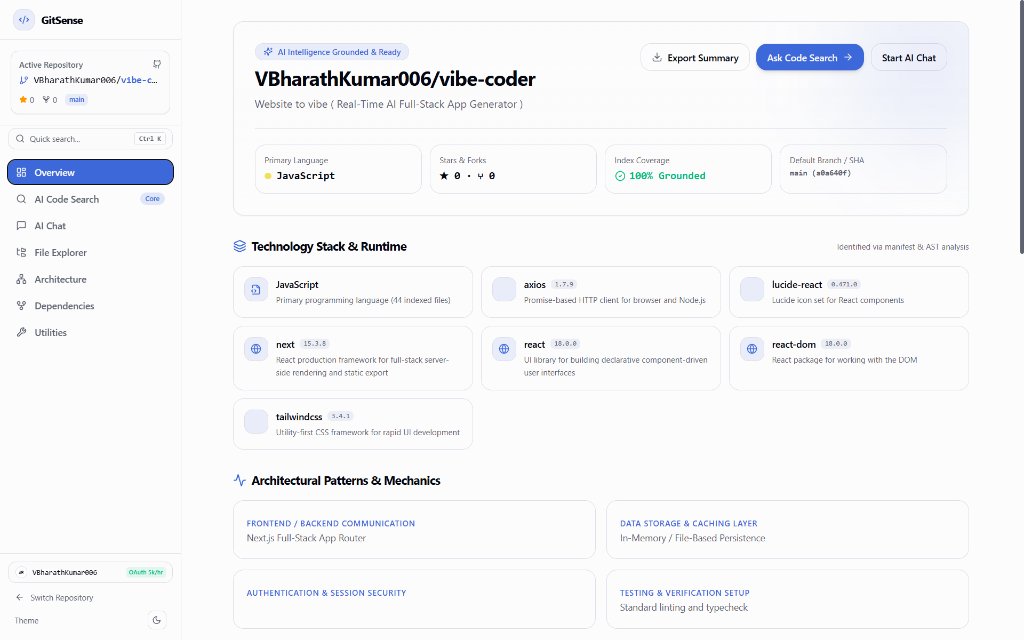 GitSense
Active Repository
VBharathKumar006/vibe-c...
0 0 main
Quick search... Ctrl K
Overview
AI Code Search Core
AI Chat
File Explorer
Architecture
Dependencies
Utilities
VBharathKumar006 OAuth 5k/hr
Switch Repository
Theme
AI Intelligence Grounded & Ready
VBharathKumar006/vibe-coder
Website to vibe ( Real-Time AI Full-Stack App Generator )
Export Summary
Ask Code Search →
Start AI Chat
Primary Language
JavaScript
Stars & Forks
★ 0 · ⑂ 0
Index Coverage
100% Grounded
Default Branch / SHA
main (a0a640f)
Technology Stack & Runtime
Identified via manifest & AST analysis
JavaScript
Primary programming language (44 indexed files)
axios 1.7.9
Promise-based HTTP client for browser and Node.js
lucide-react 0.471.0
Lucide icon set for React components
next 15.3.8
React production framework for full-stack server-
side rendering and static export
react 18.0.0
UI library for building declarative component-driven
user interfaces
react-dom 18.0.0
React package for working with the DOM
tailwindcss 3.4.1
Utility-first CSS framework for rapid UI development
Architectural Patterns & Mechanics
FRONTEND / BACKEND COMMUNICATION
Next.js Full-Stack App Router
DATA STORAGE & CACHING LAYER
In-Memory / File-Based Persistence
AUTHENTICATION & SESSION SECURITY
TESTING & VERIFICATION SETUP
Standard linting and typecheck